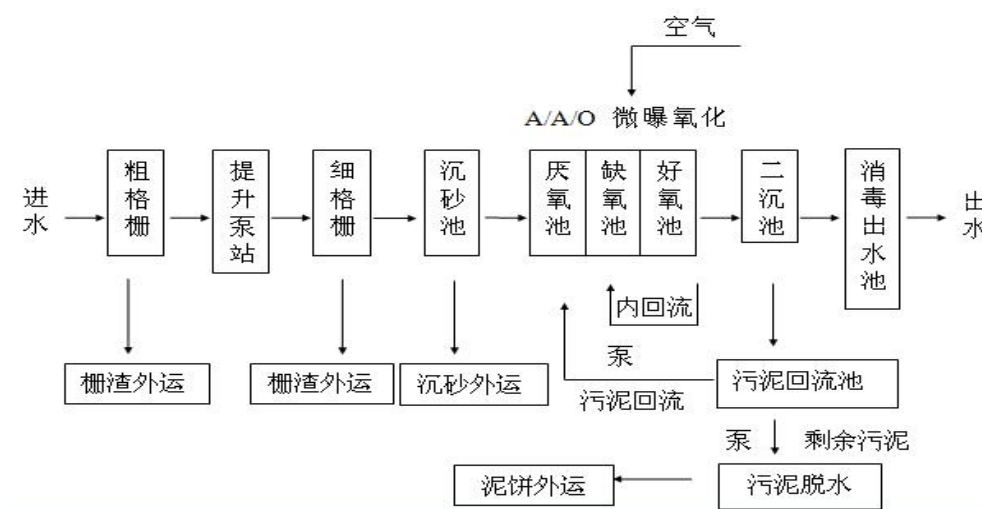 空气
A/A/O 微曝氧化
进水
粗格栅
提升泵站
细格栅
沉砂池
厌氧池
缺氧池
好氧池
二沉池
消毒出水池
出水
内回流
泵
栅渣外运
栅渣外运
沉砂外运
污泥回流
污泥回流池
泵
剩余污泥
泥饼外运
污泥脱水